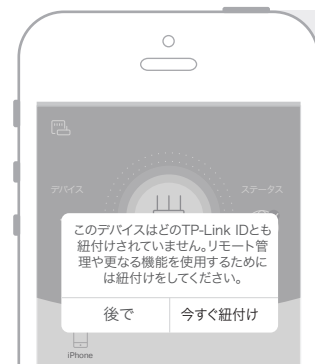 デバイス
ステータス
このデバイスはどのTP-Link IDとも
紐付けされていません。リモート管
理や更なる機能を使用するために
は紐付けをしてください。
後で
今すぐ紐付け
iPhone